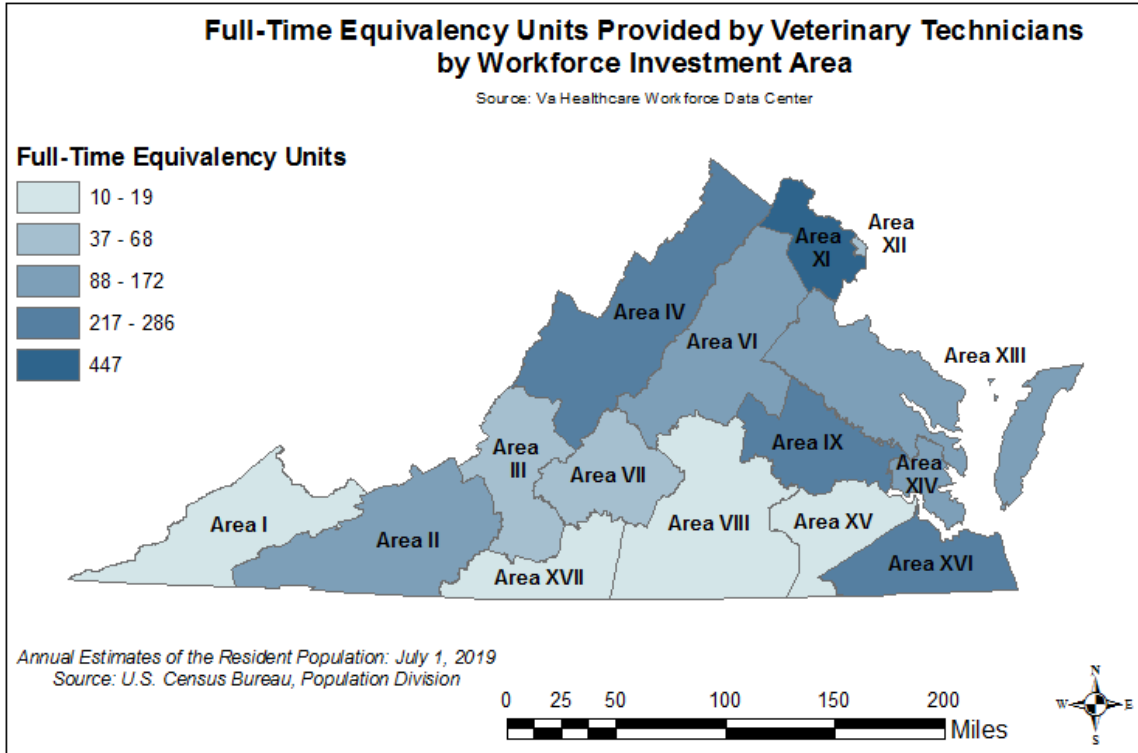 Full-Time Equivalency Units Provided by Veterinary Technicians
by Workforce Investment Area
Source: Va Healthcare Workforce Data Center
Full-Time Equivalency Units
10 - 19
37 - 68
88 - 172
217 - 286
447
Area
XI
Area
XII
Area IV
Area VI
Area XIII
Area
III
Area VII
Area IX
Area
XIV
Area I
Area II
Area VIII
Area XV
Area XVII
Area XVI
Annual Estimates of the Resident Population: July 1, 2019
Source: U.S. Census Bureau, Population Division
0 25 50 100 150 200
Miles
N
W E
S